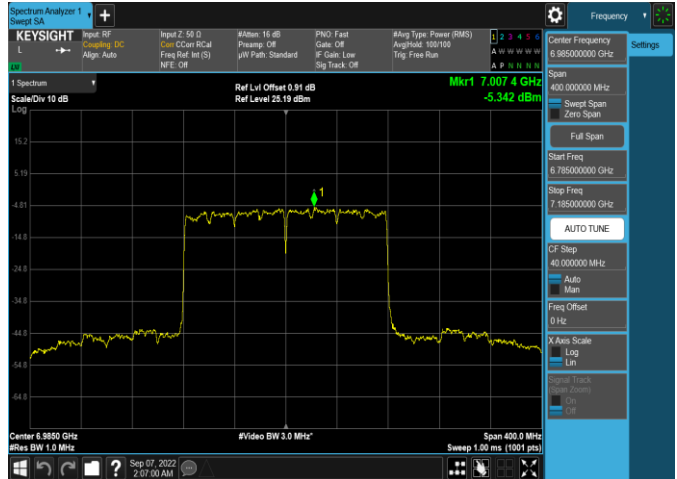 Spectrum Analyzer 1
Swept SA
Frequency
KEYSIGHT
L
Input: RF
Coupling: DC
Align: Auto
Input Z: 50 Ω
Corr CCorr RCal
Freq Ref: Int (S)
NFE: Off
#Atten: 16 dB
Preamp: Off
µW Path: Standard
PNO: Fast
Gate: Off
IF Gain: Low
Sig Track: Off
#Avg Type: Power (RMS)
Avg|Hold: 100/100
Trig: Free Run
1 2 3 4 5 6
A W W W W W
A P N N N N
1 Spectrum
Scale/Div 10 dB
Log
Ref Lvl Offset 0.91 dB
Ref Level 25.19 dBm
Mkr1 7.007 4 GHz
-5.342 dBm
15.2
5.19
-4.81
-14.8
-24.8
-34.8
-44.8
-54.8
-64.8
1
Center 6.9850 GHz
#Res BW 1.0 MHz
#Video BW 3.0 MHz*
Span 400.0 MHz
Sweep 1.00 ms (1001 pts)
Center Frequency
6.985000000 GHz
Settings
Span
400.000000 MHz
Swept Span
Zero Span
Full Span
Start Freq
6.785000000 GHz
Stop Freq
7.185000000 GHz
AUTO TUNE
CF Step
40.000000 MHz
Auto
Man
Freq Offset
0 Hz
X Axis Scale
Log
Lin
Signal Track
(Span Zoom)
On
Off
?
Sep 07, 2022
2:07:00 AM